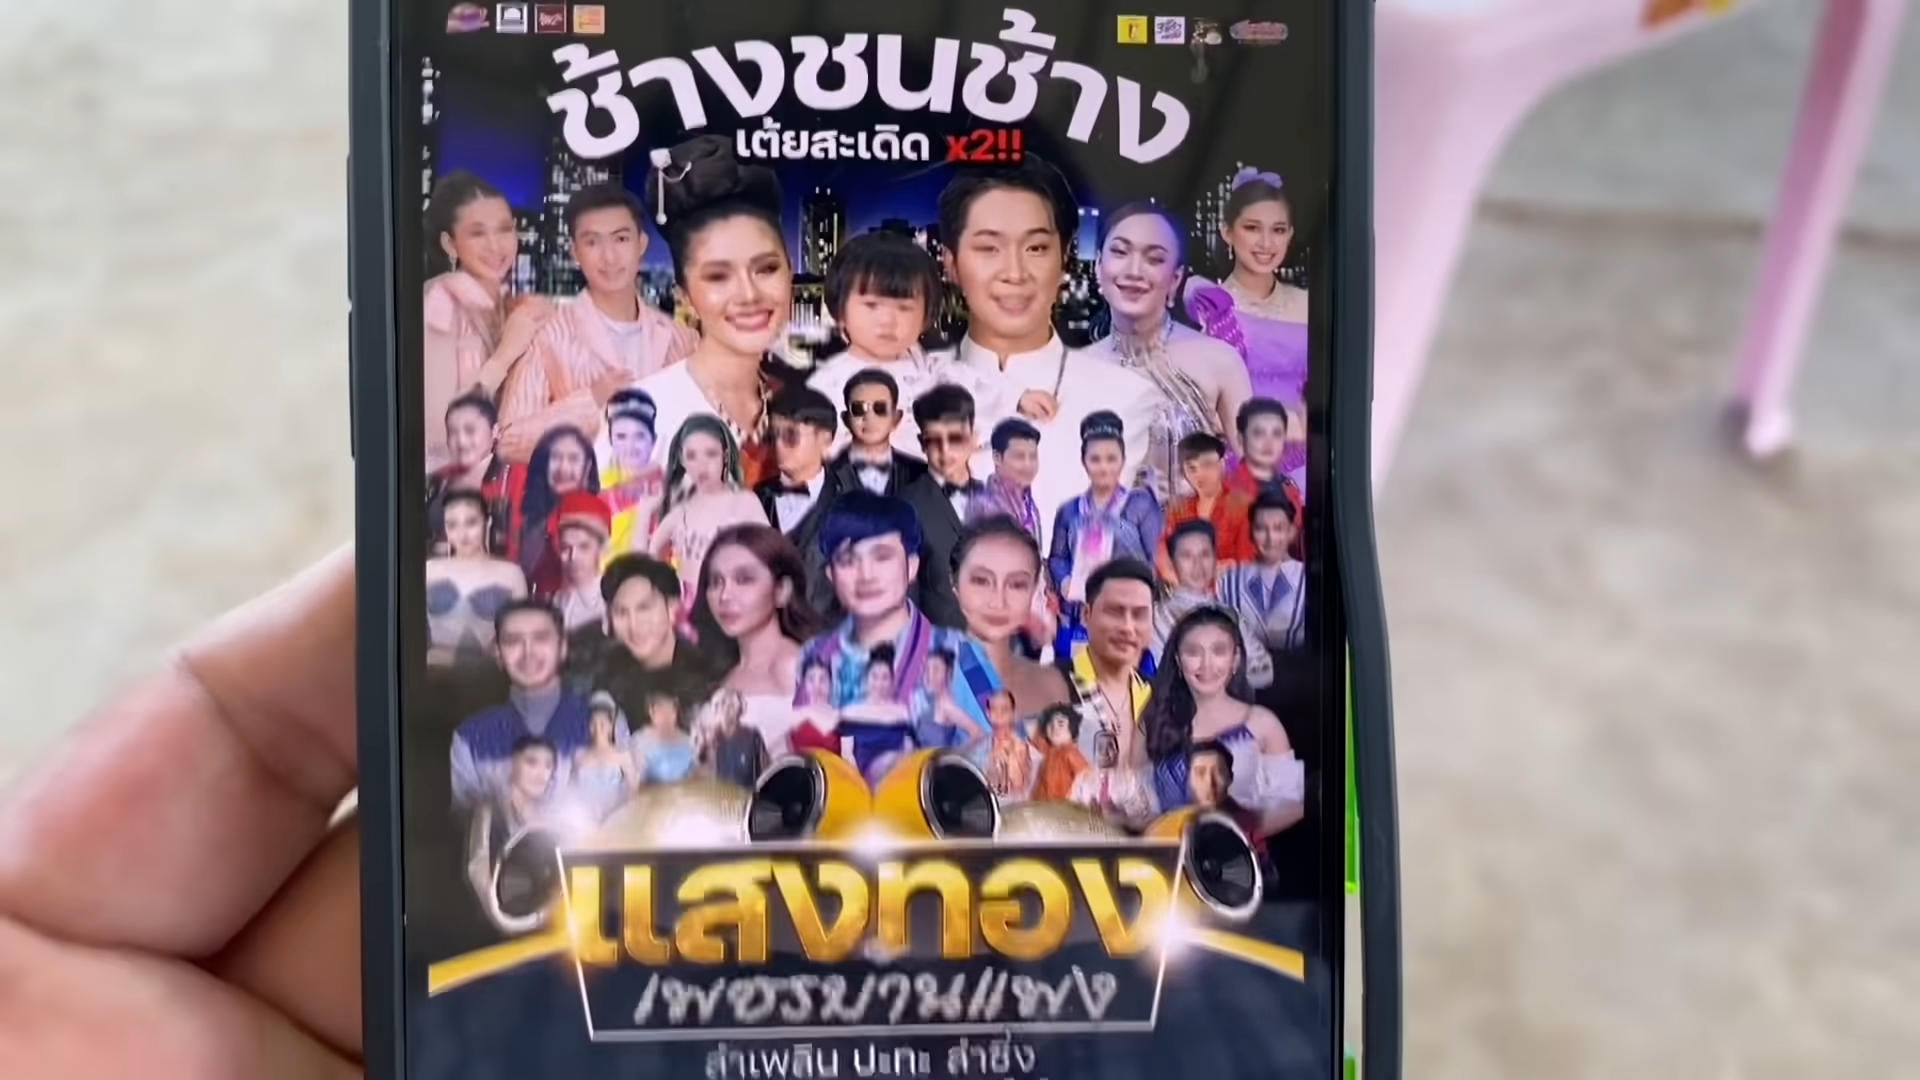 ช้างชนช้าง
เต้ยสะเดิด x2!!
แสงทอง
เพชรบ้านแพง
ลำเพลิน ปะทะ ลำซิ่ง